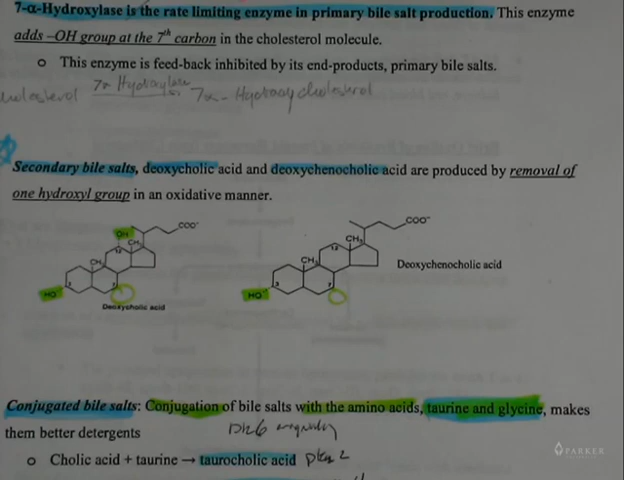 7-α-Hydroxylase is the rate limiting enzyme in primary bile salt production. This enzyme
adds –OH group at the 7th carbon in the cholesterol molecule.
o This enzyme is feed-back inhibited by its end-products, primary bile salts.
7α Hydroxylase
cholesterol 7α - Hydroxycholesterol
Secondary bile salts, deoxycholic acid and deoxychenocholic acid are produced by removal of
one hydroxyl group in an oxidative manner.
OH COO⁻ COO⁻
CH₃ 12 CH₃ 12
CH₃ CH₃
Deoxychenocholic acid
HO 3 7 HO 3 7
Deoxycholic acid
Conjugated bile salts: Conjugation of bile salts with the amino acids, taurine and glycine, makes
them better detergents
o Cholic acid + taurine → taurocholic acid
PARKER